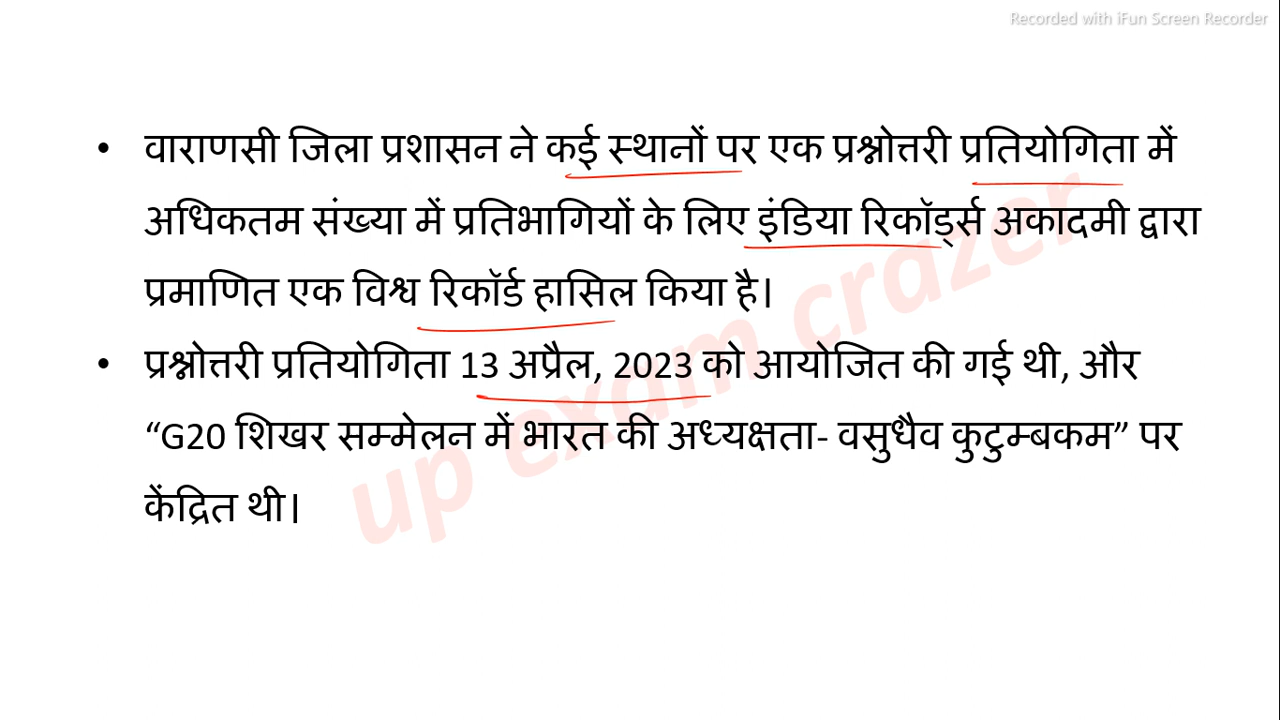 Recorded with iFun Screen Recorder
• वाराणसी जिला प्रशासन ने कई स्थानों पर एक प्रश्नोत्तरी प्रतियोगिता में
अधिकतम संख्या में प्रतिभागियों के लिए इंडिया रिकॉर्ड्स अकादमी द्वारा
प्रमाणित एक विश्व रिकॉर्ड हासिल किया है।
• प्रश्नोत्तरी प्रतियोगिता 13 अप्रैल, 2023 को आयोजित की गई थी, और
“G20 शिखर सम्मेलन में भारत की अध्यक्षता- वसुधैव कुटुम्बकम” पर
केंद्रित थी।
up exam crazer